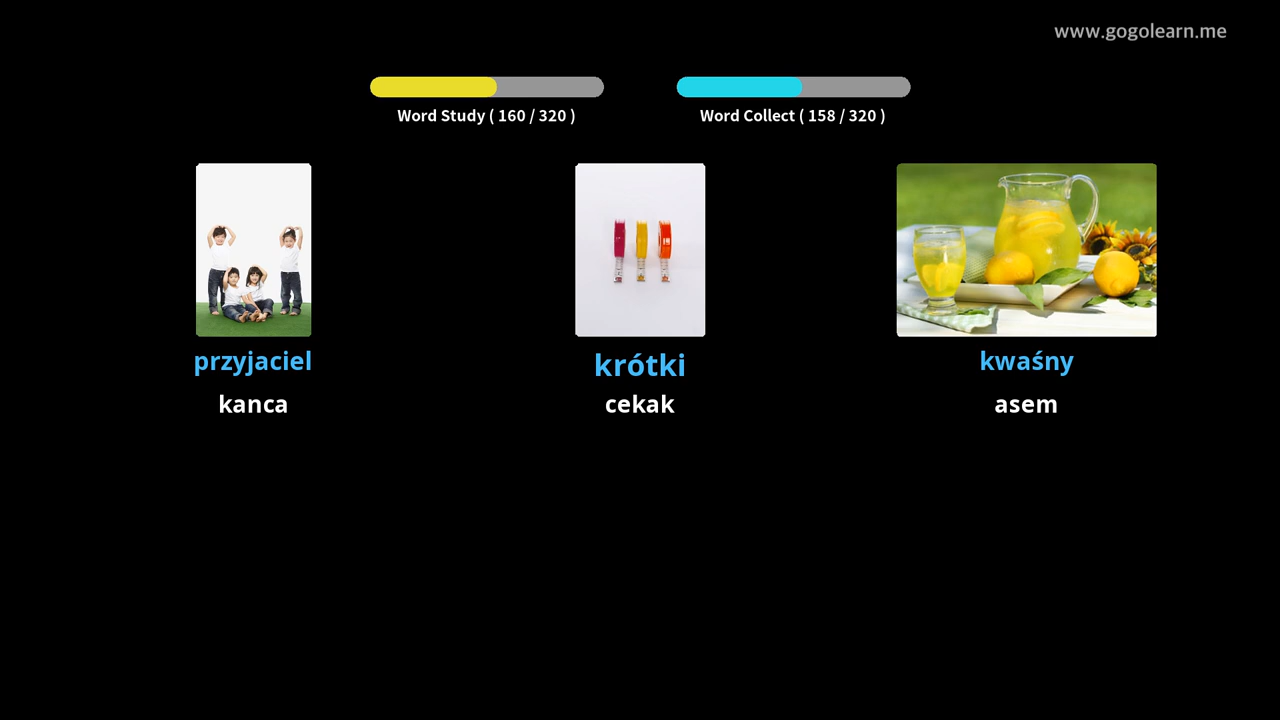 www.gogolearn.me
Word Study ( 160 / 320 )
Word Collect ( 158 / 320 )
przyjaciel
krótki
kwaśny
kanca
cekak
asem